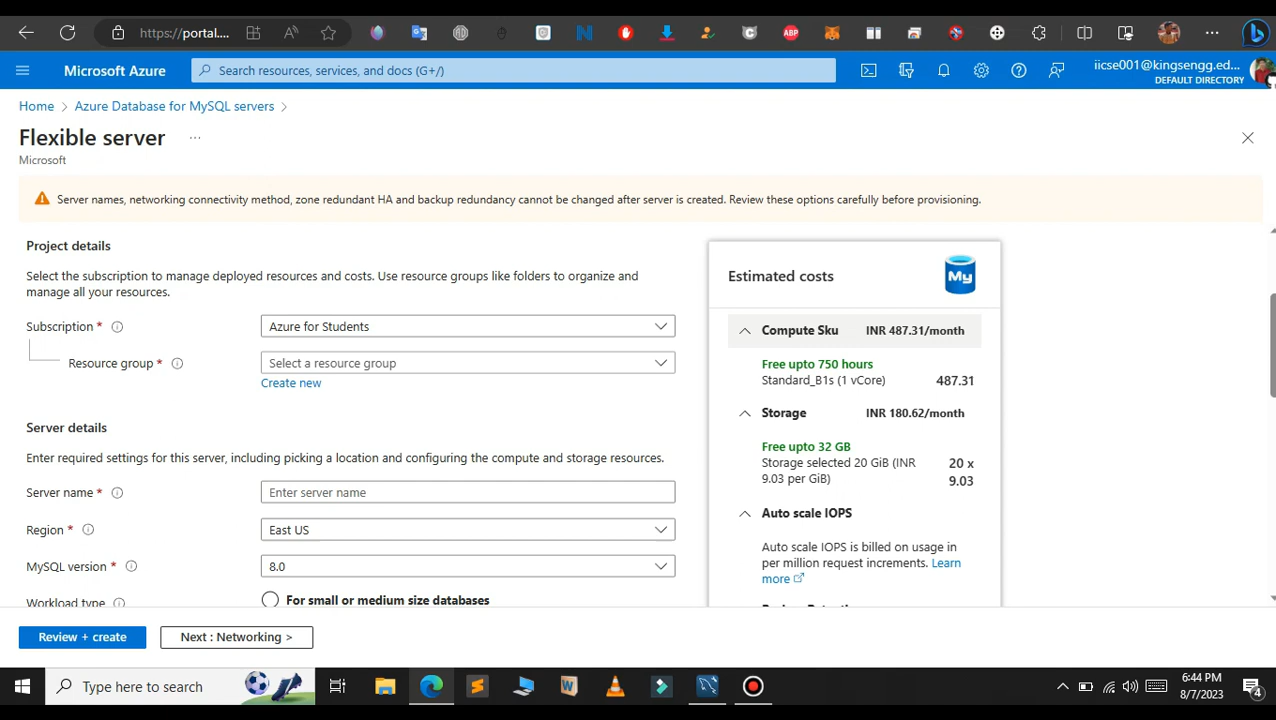 https://portal....
Microsoft Azure
Search resources, services, and docs (G+/)
iicse001@kingsengg.ed...
DEFAULT DIRECTORY
Home > Azure Database for MySQL servers >
Flexible server ...
Microsoft
Server names, networking connectivity method, zone redundant HA and backup redundancy cannot be changed after server is created. Review these options carefully before provisioning.
Project details
Select the subscription to manage deployed resources and costs. Use resource groups like folders to organize and
manage all your resources.
Subscription *
Azure for Students
Resource group *
Select a resource group
Create new
Server details
Enter required settings for this server, including picking a location and configuring the compute and storage resources.
Server name *
Enter server name
Region *
East US
MySQL version *
8.0
Workload type
For small or medium size databases
Estimated costs
My
Compute Sku INR 487.31/month
Free upto 750 hours
Standard_B1s (1 vCore) 487.31
Storage INR 180.62/month
Free upto 32 GB
Storage selected 20 GiB (INR 20 x
9.03 per GiB) 9.03
Auto scale IOPS
Auto scale IOPS is billed on usage in
per million request increments. Learn
more
Review + create
Next : Networking >
Type here to search
6:44 PM
8/7/2023
4
ABP